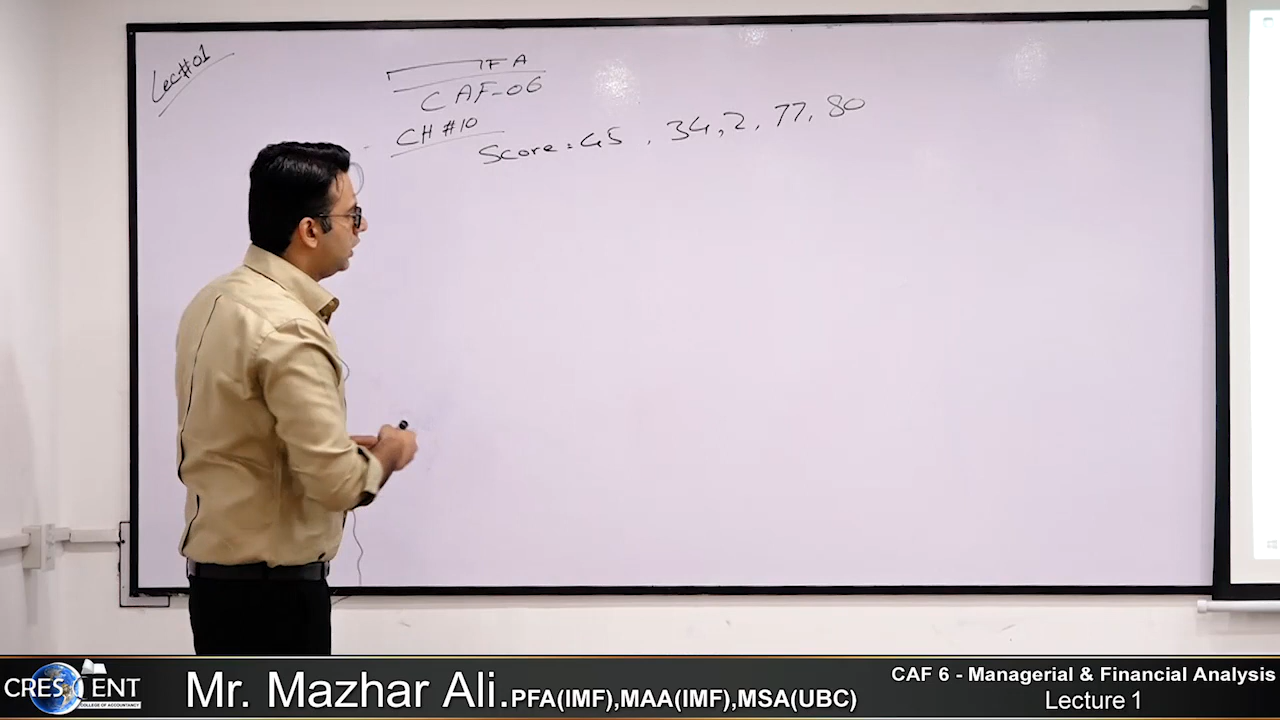 Lec#01
FA
CAF-06
CH #10
Score: 45, 34, 2, 77, 80
CRESCENT
COLLEGE OF ACCOUNTANCY
Mr. Mazhar Ali.PFA(IMF),MAA(IMF),MSA(UBC)
CAF 6 - Managerial & Financial Analysis
Lecture 1